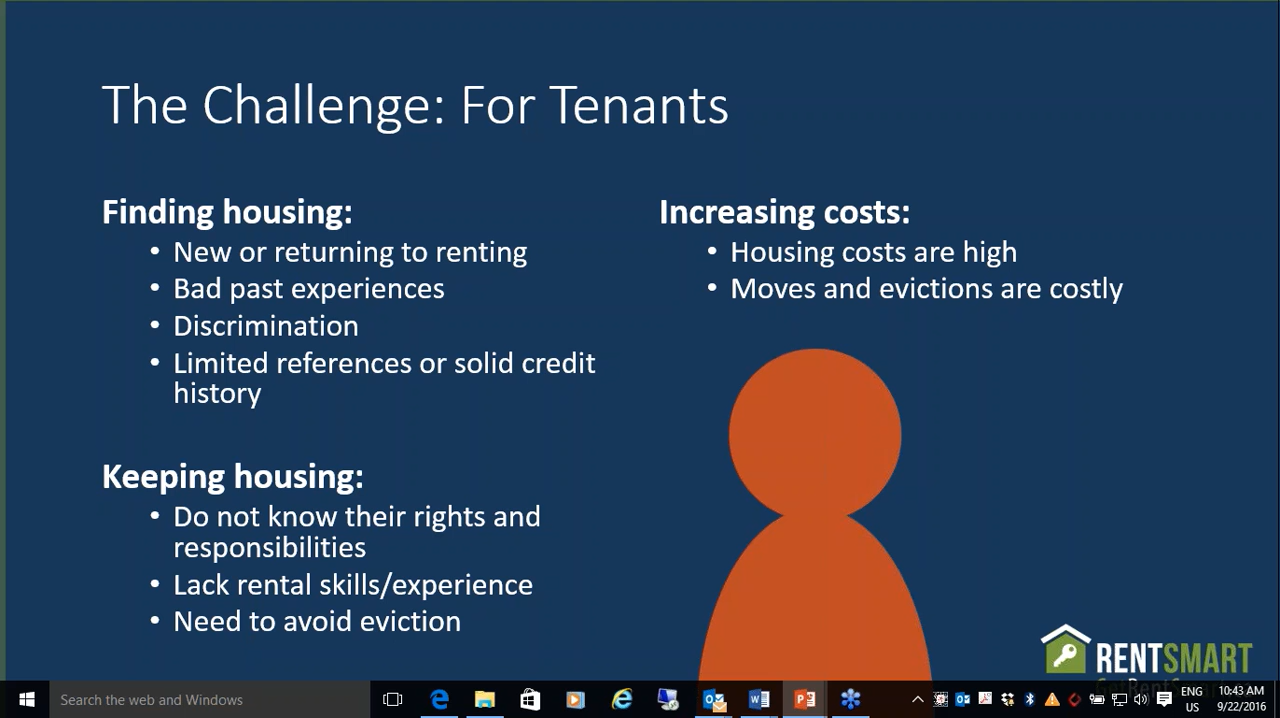 The Challenge: For Tenants
Finding housing:
• New or returning to renting
• Bad past experiences
• Discrimination
• Limited references or solid credit
history
Keeping housing:
• Do not know their rights and
responsibilities
• Lack rental skills/experience
• Need to avoid eviction
Increasing costs:
• Housing costs are high
• Moves and evictions are costly
RENTSMART
Search the web and Windows
ENG
US
10:43 AM
9/22/2016